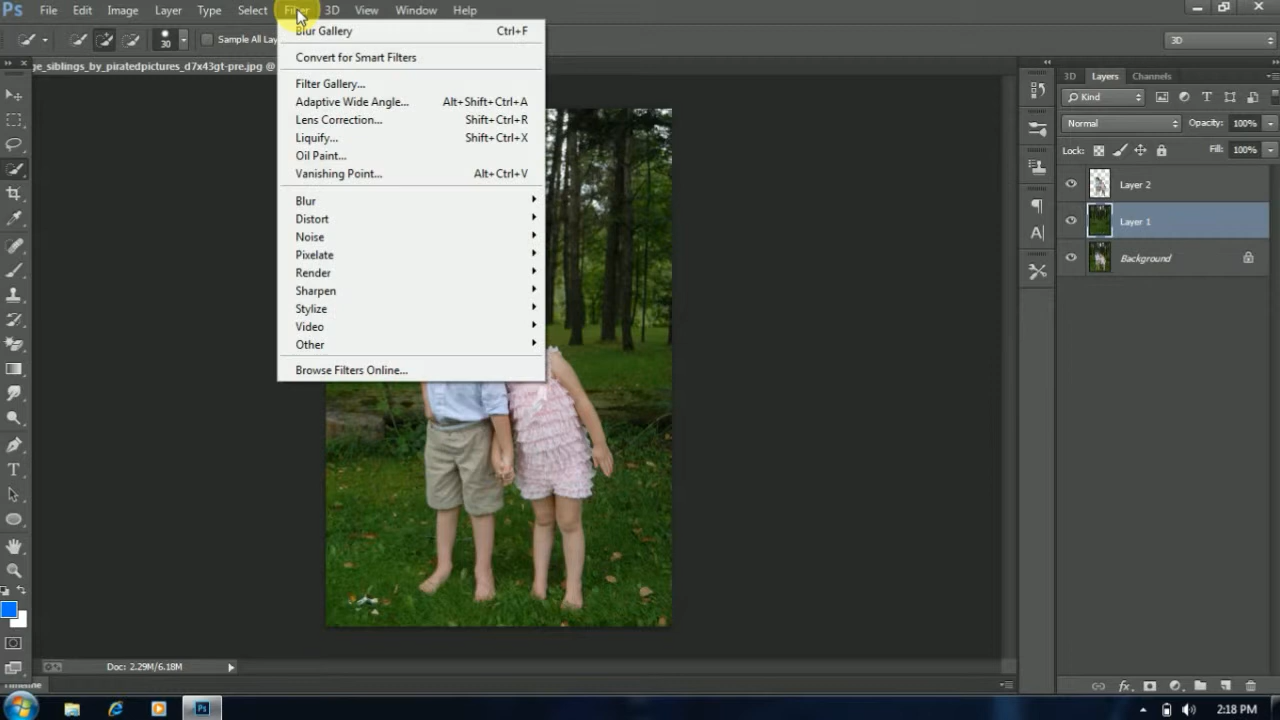 Ps File Edit Image Layer Type Select Filter 3D View Window Help
30 Sample All Lay 3D
ge_siblings_by_piratedpictures_d7x43gt-pre.jpg @
Blur Gallery Ctrl+F
Convert for Smart Filters
Filter Gallery...
Adaptive Wide Angle... Alt+Shift+Ctrl+A
Lens Correction... Shift+Ctrl+R
Liquify... Shift+Ctrl+X
Oil Paint...
Vanishing Point... Alt+Ctrl+V
Blur
Distort
Noise
Pixelate
Render
Sharpen
Stylize
Video
Other
Browse Filters Online...
3D Layers Channels
Kind
Normal Opacity: 100%
Lock: Fill: 100%
Layer 2
Layer 1
Background
Doc: 2.29M/6.18M
Ps 2:18 PM